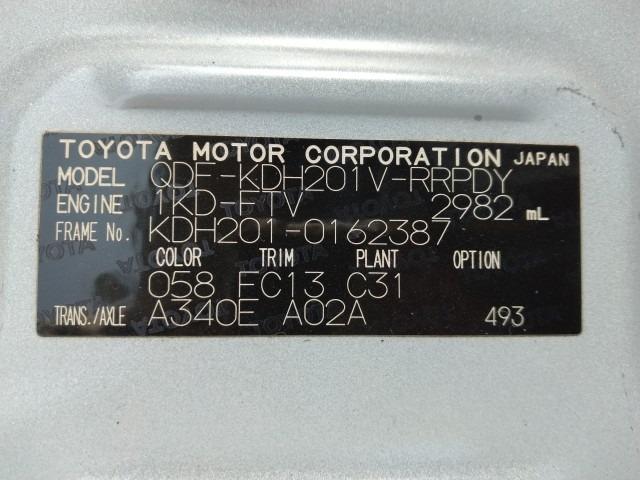 TOYOTA MOTOR CORPORATION JAPAN
MODEL QDF-KDH201V-RRPDY
ENGINE 1KD-FTV 2982 mL
FRAME No. KDH201-0162387
COLOR TRIM PLANT OPTION
058 FC13 C31
TRANS./AXLE A340E A02A 493